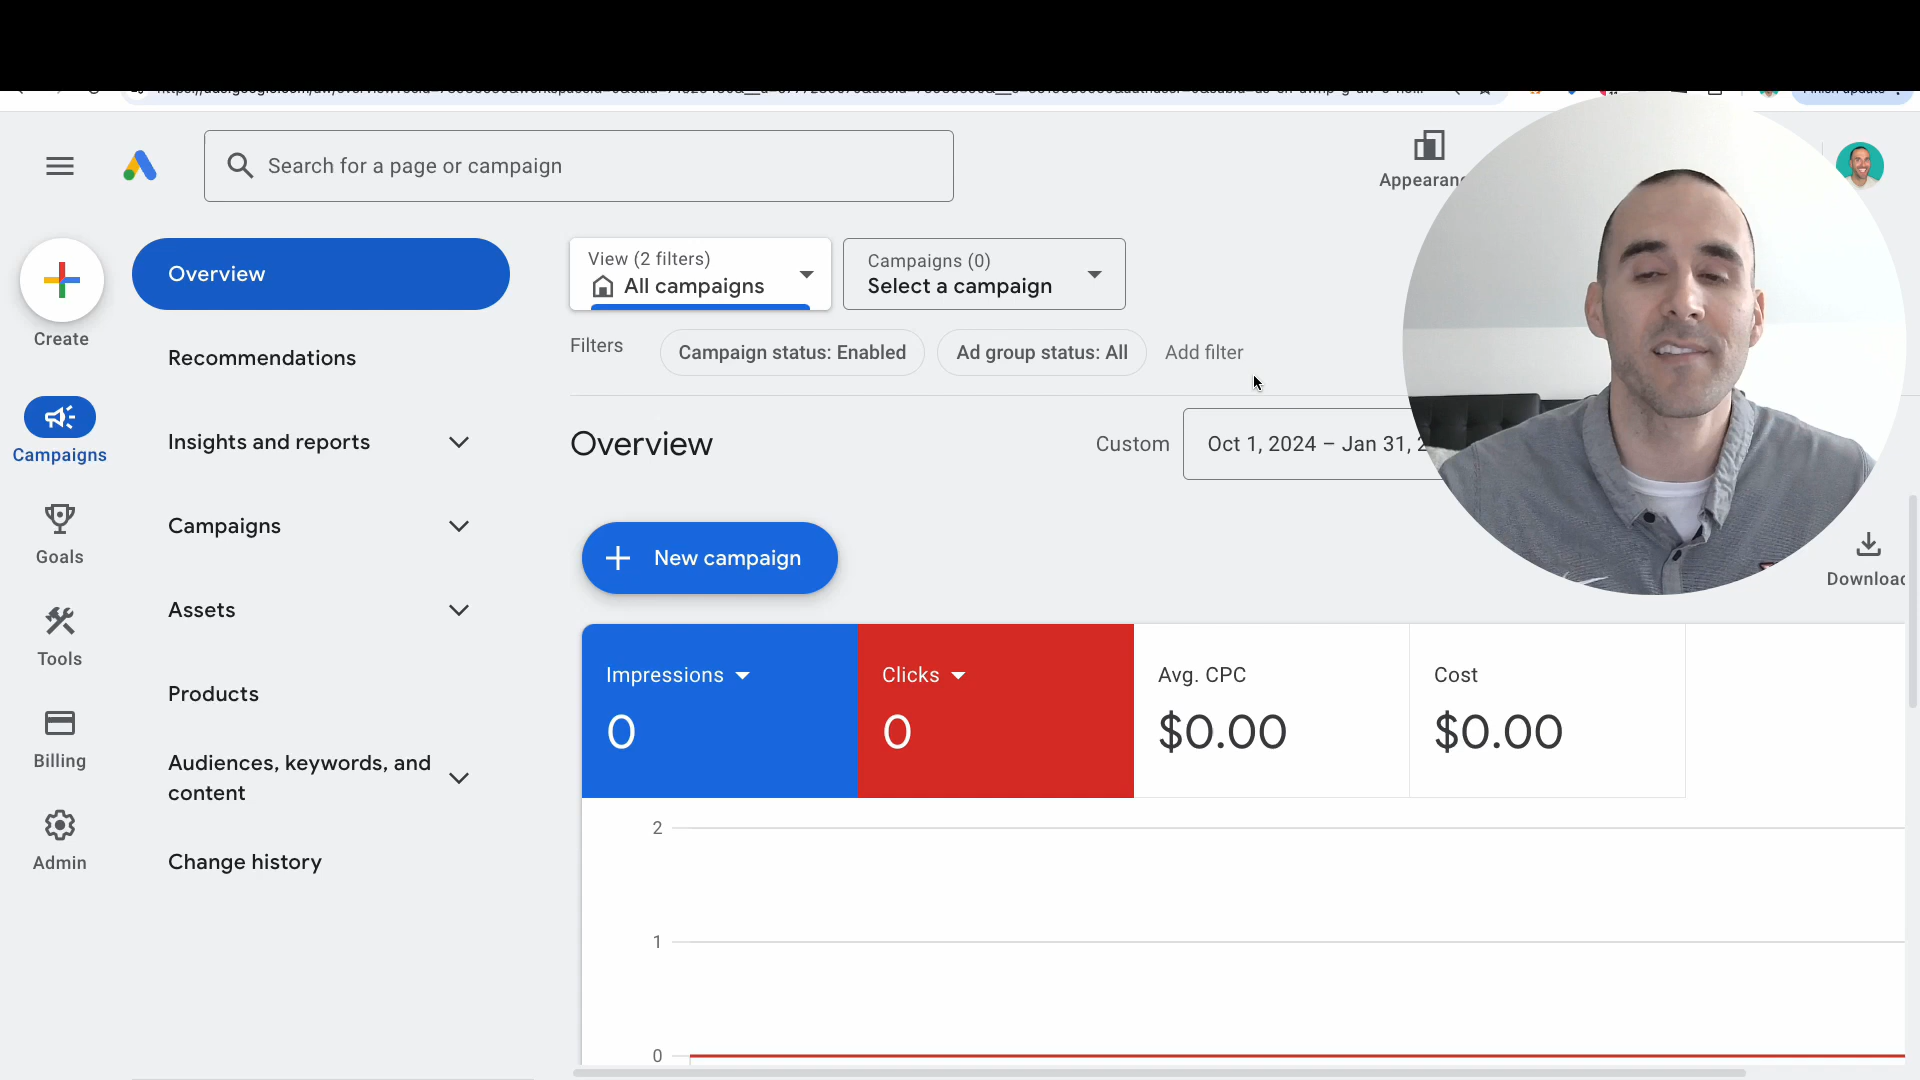 Search for a page or campaign
Appearan
Create
Campaigns
Goals
Tools
Billing
Admin
Overview
Recommendations
Insights and reports
Campaigns
Assets
Products
Audiences, keywords, and
content
Change history
View (2 filters)
All campaigns
Campaigns (0)
Select a campaign
Filters
Campaign status: Enabled
Ad group status: All
Add filter
Overview
Custom
Oct 1, 2024 – Jan 31, 2
New campaign
Download
Impressions
0
Clicks
0
Avg. CPC
$0.00
Cost
$0.00
2
1
0